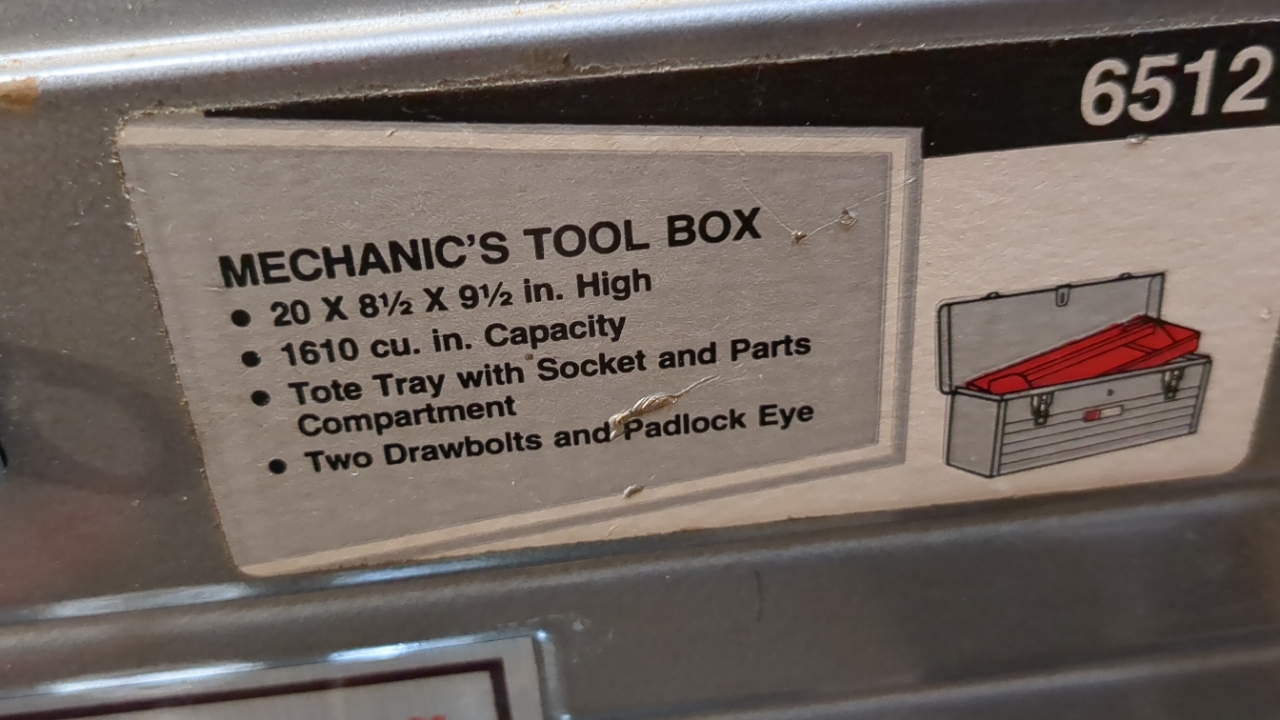 6512
MECHANIC'S TOOL BOX
• 20 X 8½ X 9½ in. High
• 1610 cu. in. Capacity
• Tote Tray with Socket and Parts
Compartment
• Two Drawbolts and Padlock Eye